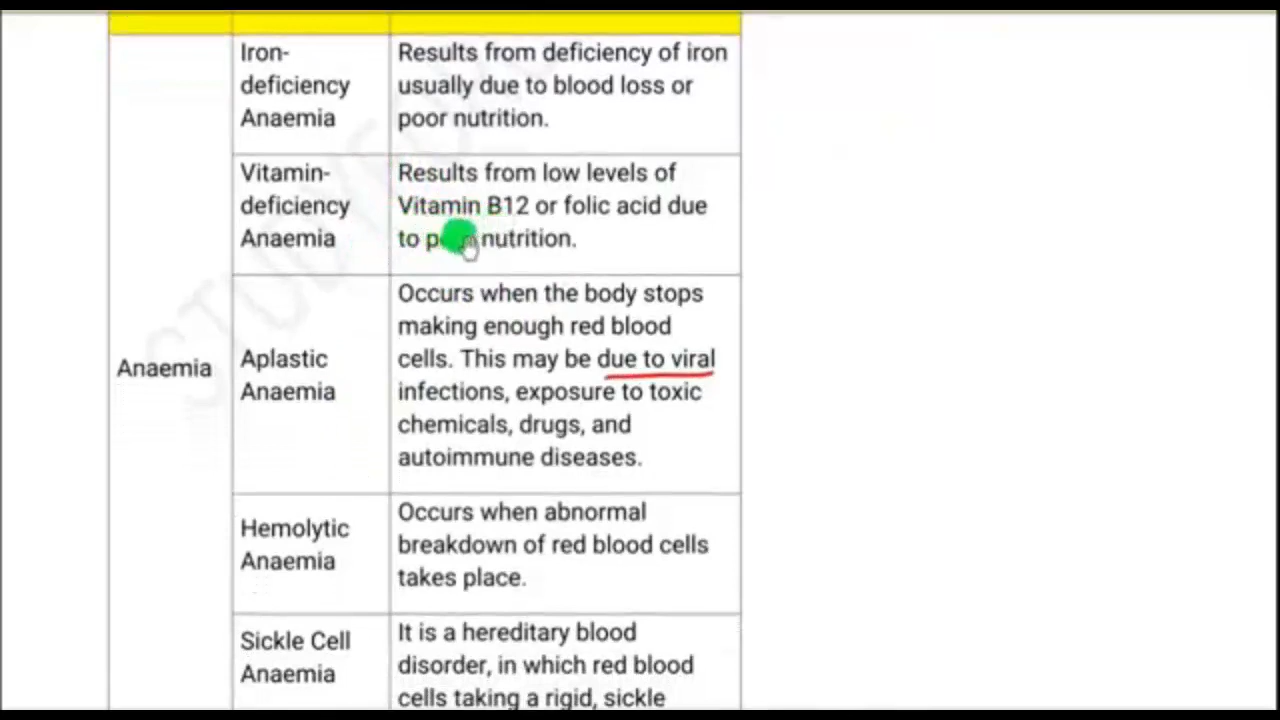 Iron-
deficiency
Anaemia
Results from deficiency of iron
usually due to blood loss or
poor nutrition.
Vitamin-
deficiency
Anaemia
Results from low levels of
Vitamin B12 or folic acid due
to nutrition.
Anaemia
Aplastic
Anaemia
Occurs when the body stops
making enough red blood
cells. This may be due to viral
infections, exposure to toxic
chemicals, drugs, and
autoimmune diseases.
Hemolytic
Anaemia
Occurs when abnormal
breakdown of red blood cells
takes place.
Sickle Cell
Anaemia
It is a hereditary blood
disorder, in which red blood
cells taking a rigid, sickle